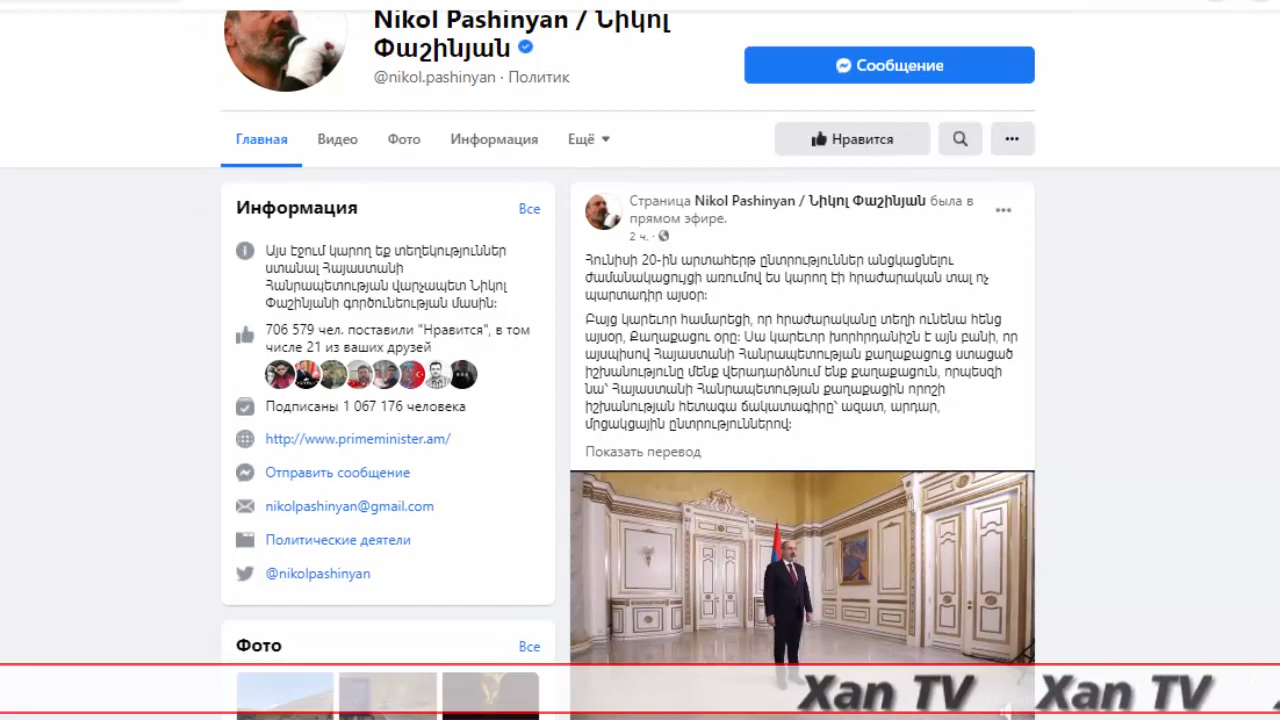 Nikol Pashinyan / Նիկոլ
Փաշինյան
@nikol.pashinyan · Политик
Сообщение
Главная
Видео
Фото
Информация
Ещё
Нравится
Информация
Все
Այս էջում կարող եք տեղեկություններ
ստանալ Հայաստանի
Հանրապետության վարչապետ Նիկոլ
Փաշինյանի գործունեության մասին:
706 579 чел. поставили "Нравится", в том
числе 21 из ваших друзей
Подписаны 1 067 176 человека
http://www.primeminister.am/
Отправить сообщение
nikolpashinyan@gmail.com
Политические деятели
@nikolpashinyan
Фото
Все
Страница Nikol Pashinyan / Նիկոլ Փաշինյան была в
прямом эфире.
2 ч. ·
Հունիսի 20-ին արտահերթ ընտրություններ անցկացնելու
ժամանակացույցի առումով ես կարող էի հրաժարական տալ ոչ
պարտադիր այսօր:
Բայց կարեւոր համարեցի, որ հրաժարականը տեղի ունենա հենց
այսօր, Քաղաքացու օրը: Սա կարեւոր խորհրդանիշն է այն բանի, որ
այսպիսով Հայաստանի Հանրապետության քաղաքացուց ստացած
իշխանությունը մենք վերադարձնում ենք քաղաքացուն, որպեսզի
նա՝ Հայաստանի Հանրապետության քաղաքացին որոշի
իշխանության հետագա ճակատագիրը՝ ազատ, արդար,
մրցակցային ընտրություններով:
Показать перевод
Xan TV Xan TV